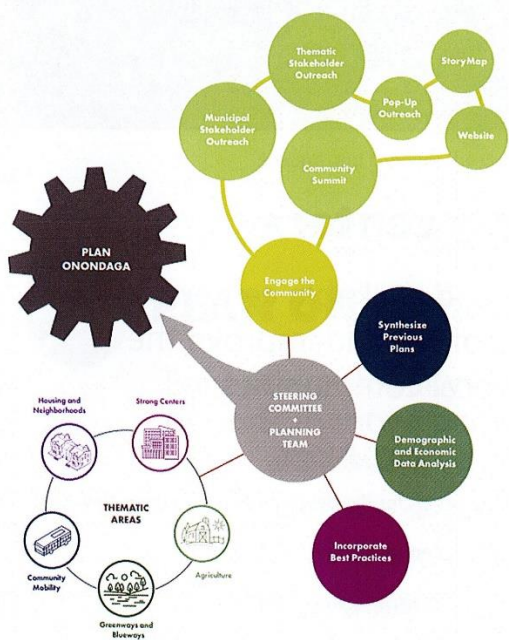 Thematic
Stakeholder
Outreach
StoryMap
Pop-Up
Outreach
Municipal
Stakeholder
Outreach
Website
Community
Summit
PLAN
ONONDAGA
Engage the
Community
Synthesize
Previous
Plans
STEERING
COMMITTEE
+
PLANNING
TEAM
Demographic
and Economic
Data Analysis
Incorporate
Best Practices
Housing and
Neighborhoods
Strong Centers
THEMATIC
AREAS
Community
Mobility
Agriculture
Greenways and
Blueways